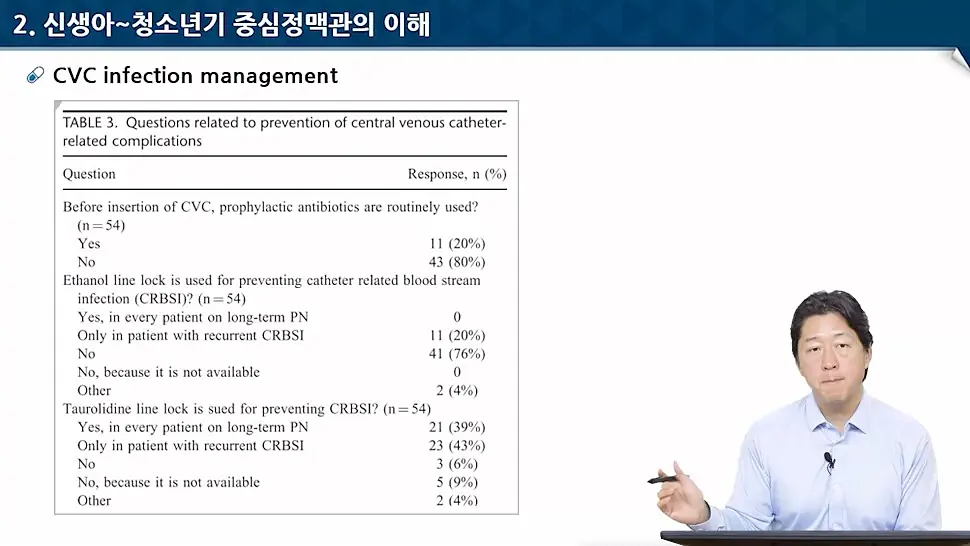 2. 신생아~청소년기 중심정맥관의 이해
CVC infection management
TABLE 3. Questions related to prevention of central venous catheter-
related complications
Question Response, n (%)
Before insertion of CVC, prophylactic antibiotics are routinely used?
(n = 54)
Yes 11 (20%)
No 43 (80%)
Ethanol line lock is used for preventing catheter related blood stream
infection (CRBSI)? (n = 54)
Yes, in every patient on long-term PN 0
Only in patient with recurrent CRBSI 11 (20%)
No 41 (76%)
No, because it is not available 0
Other 2 (4%)
Taurolidine line lock is sued for preventing CRBSI? (n = 54)
Yes, in every patient on long-term PN 21 (39%)
Only in patient with recurrent CRBSI 23 (43%)
No 3 (6%)
No, because it is not available 5 (9%)
Other 2 (4%)